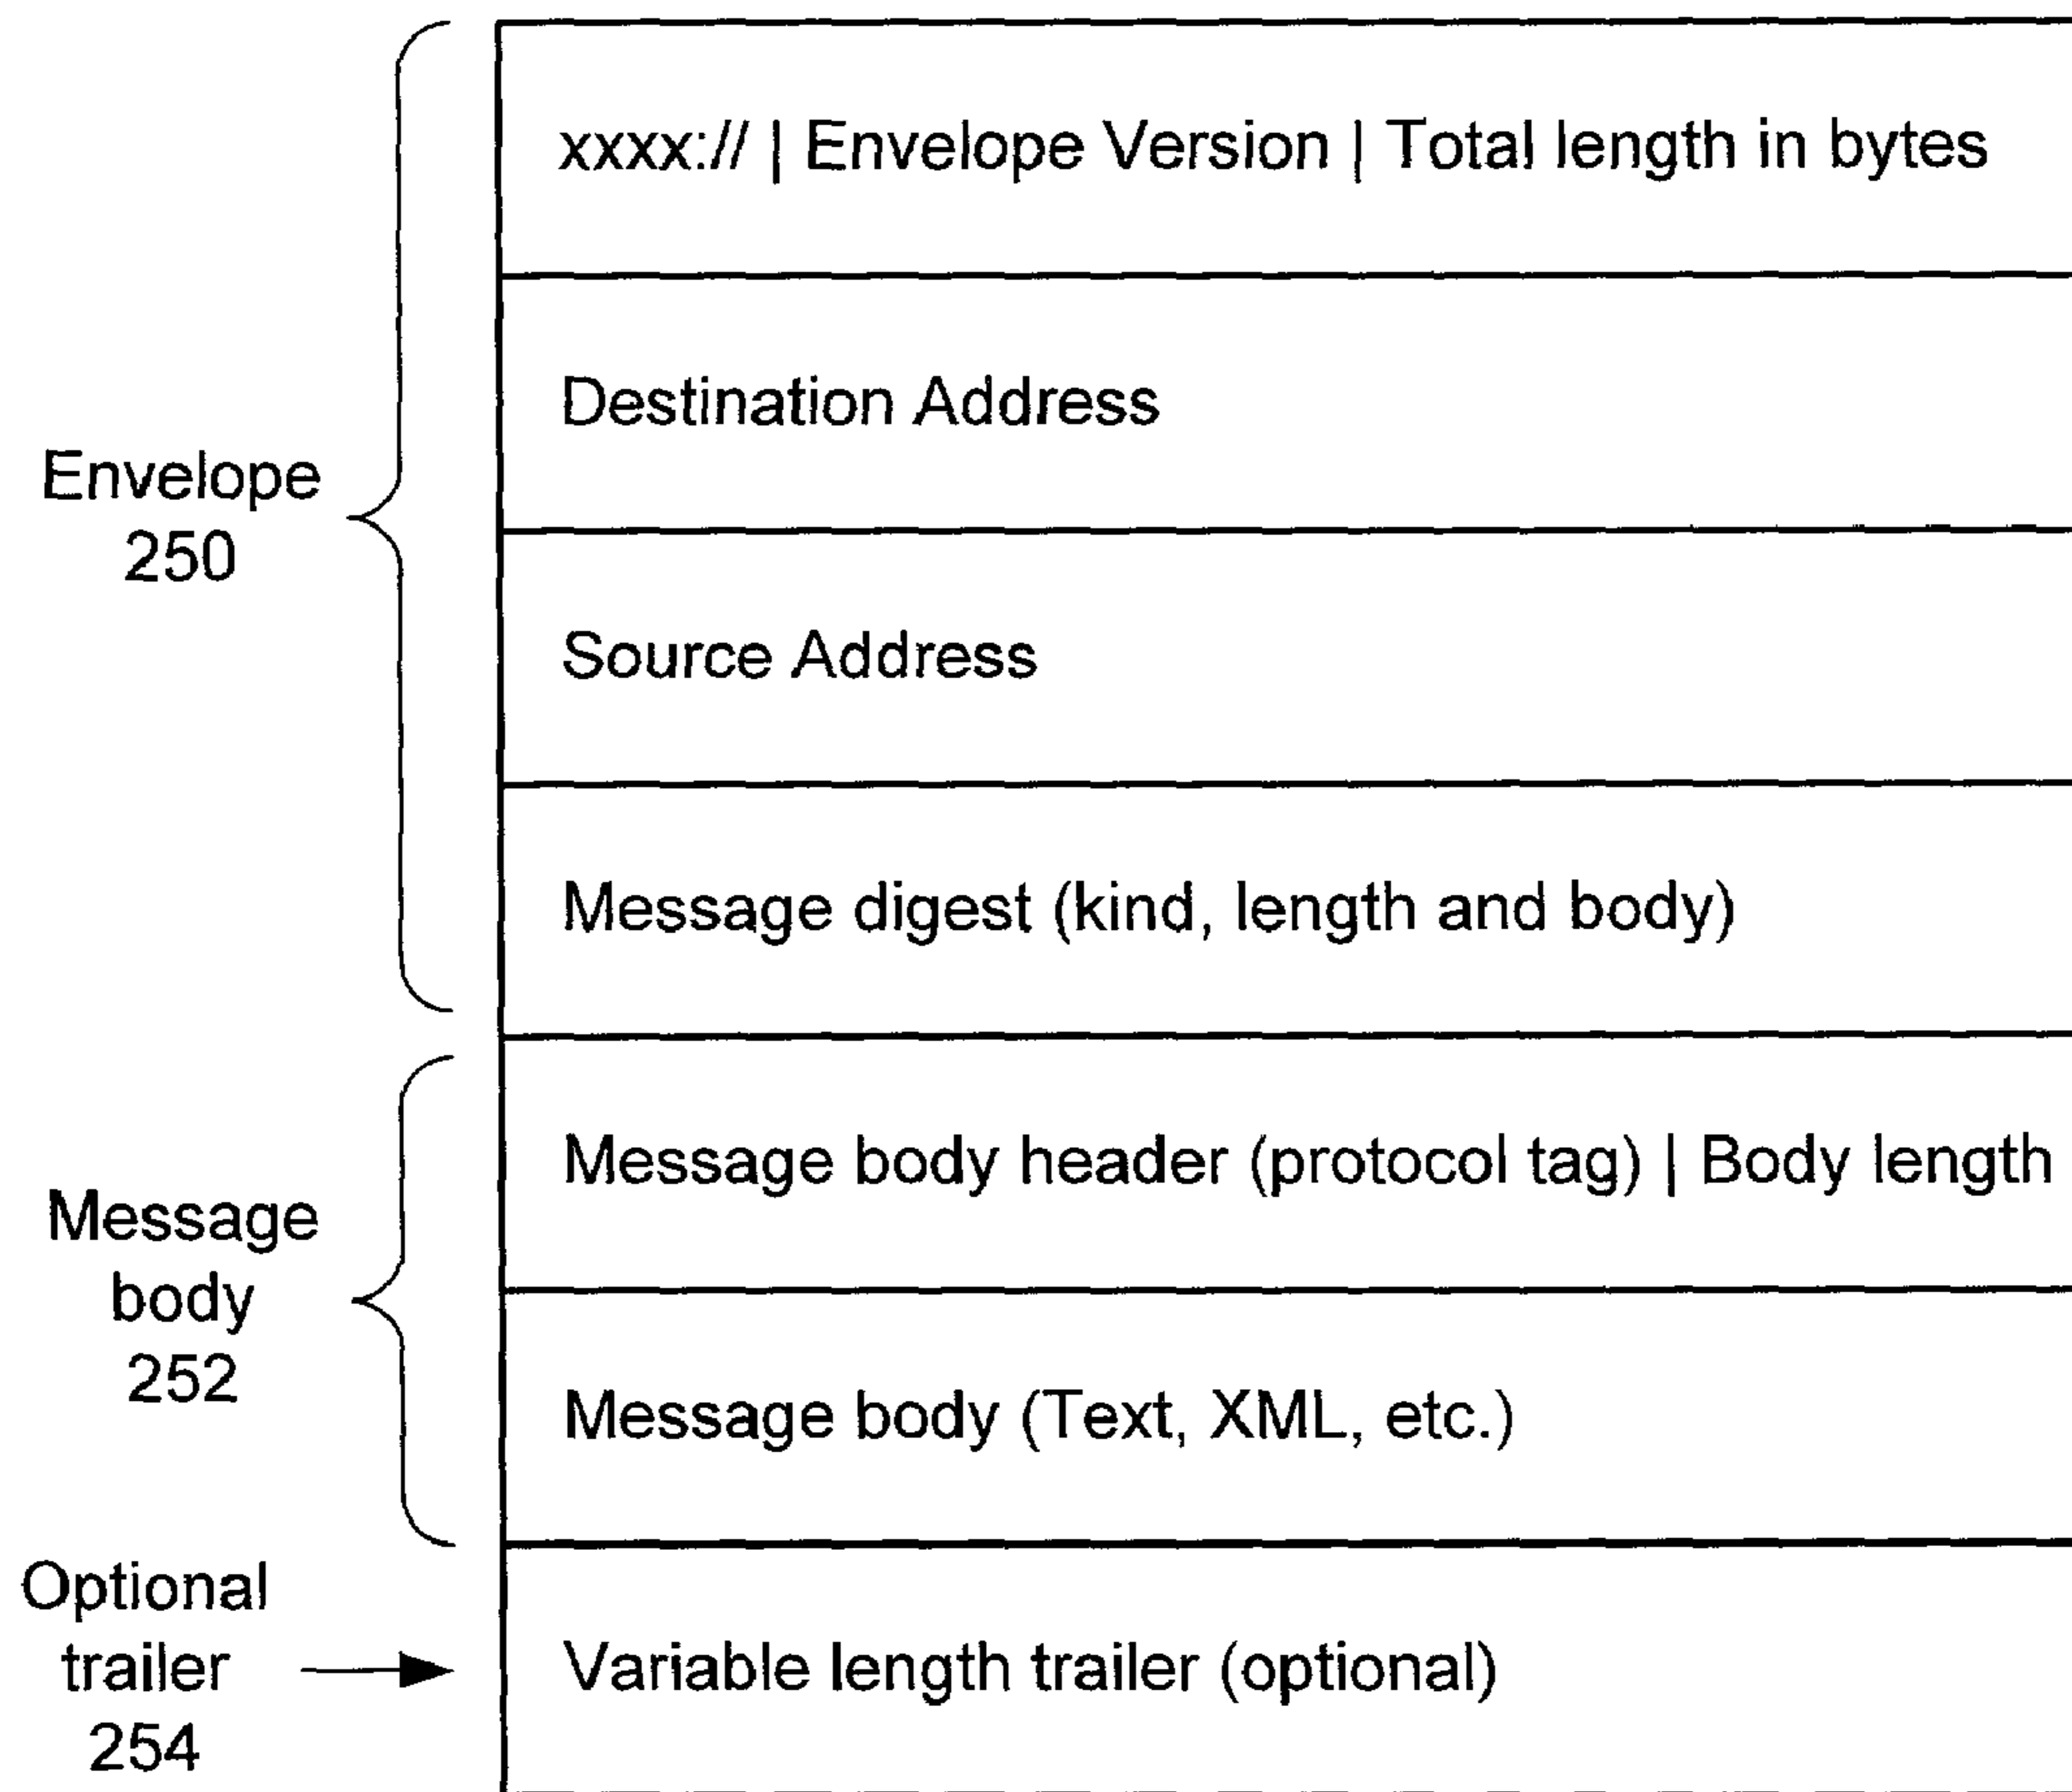 xxxx:// | Envelope Version | Total length in bytes
Destination Address
Envelope
250
Source Address
Message digest (kind, length and body)
Message body header (protocol tag) | Body length
Message
body
252
Message body (Text, XML, etc.)
Optional
trailer
254
Variable length trailer (optional)